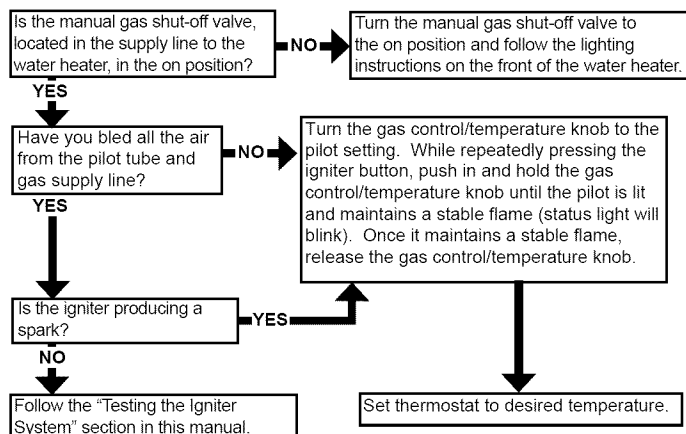 Is the manual gas shut-off valve,
located in the supply line to the
water heater, in the on position?
NO
Turn the manual gas shut-off valve to
the on position and follow the lighting
instructions on the front of the water heater.
YES
Have you bled all the air
from the pilot tube and
gas supply line?
NO
Turn the gas control/temperature knob to the
pilot setting. While repeatedly pressing the
igniter button, push in and hold the gas
control/temperature knob until the pilot is lit
and maintains a stable flame (status light will
blink). Once it maintains a stable flame,
release the gas control/temperature knob.
YES
Is the igniter producing a
spark?
YES
NO
Follow the “Testing the Igniter
System” section in this manual.
Set thermostat to desired temperature.